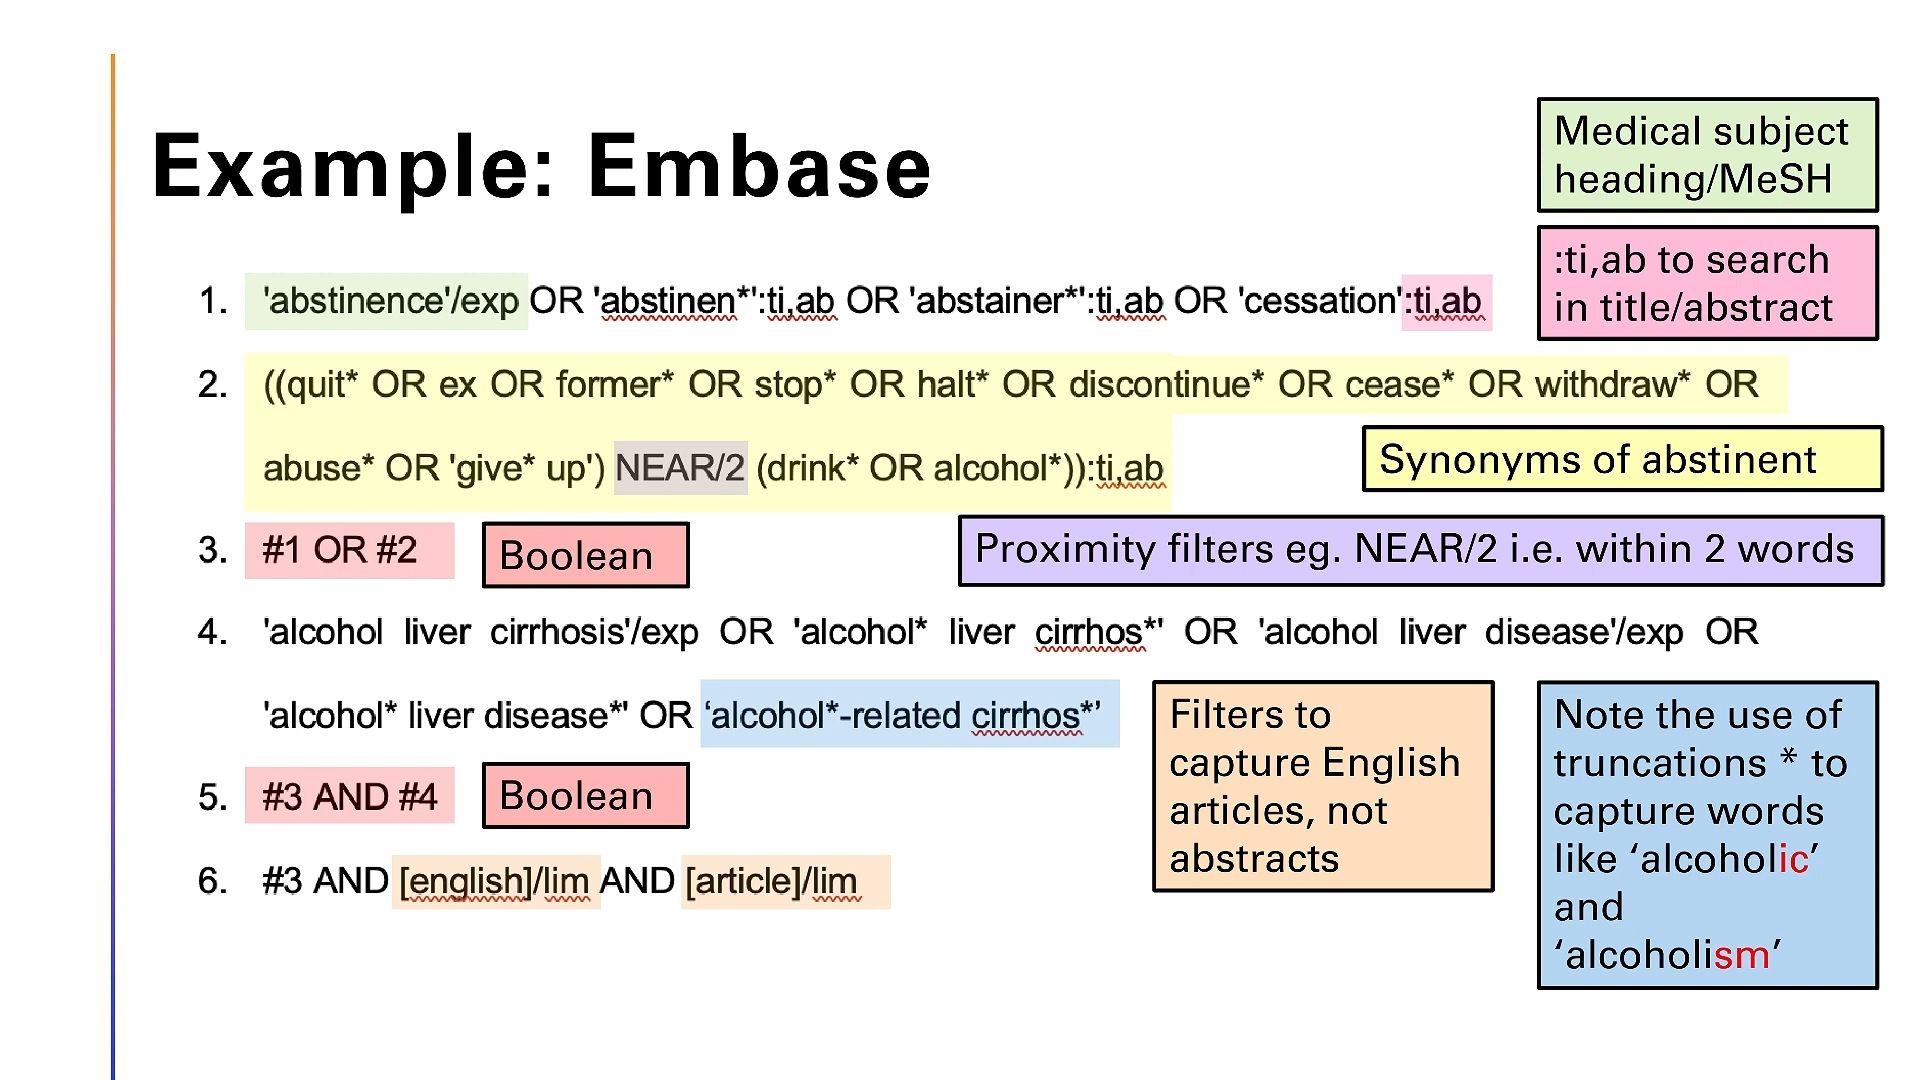 Example: Embase
Medical subject
heading/MeSH
:ti,ab to search
in title/abstract
1. 'abstinence'/exp OR 'abstinen*':ti,ab OR 'abstainer*':ti,ab OR 'cessation':ti,ab
2. ((quit* OR ex OR former* OR stop* OR halt* OR discontinue* OR cease* OR withdraw* OR
abuse* OR 'give* up') NEAR/2 (drink* OR alcohol*)):ti,ab
Synonyms of abstinent
3. #1 OR #2
Boolean
Proximity filters eg. NEAR/2 i.e. within 2 words
4. 'alcohol liver cirrhosis'/exp OR 'alcohol* liver cirrhos*' OR 'alcohol liver disease'/exp OR
'alcohol* liver disease*' OR ‘alcohol*-related cirrhos*’
5. #3 AND #4
Boolean
6. #3 AND [english]/lim AND [article]/lim
Filters to
capture English
articles, not
abstracts
Note the use of
truncations * to
capture words
like ‘alcoholic’
and
‘alcoholism’